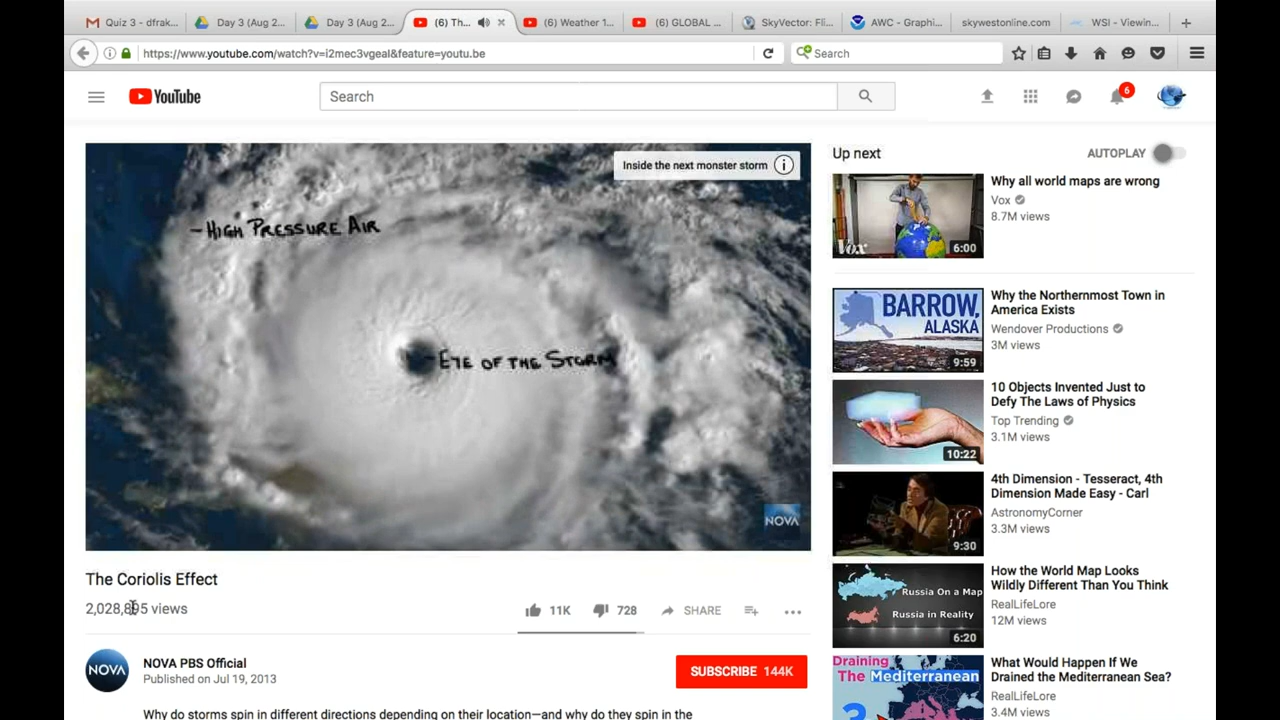 Quiz 3 - dfrak...
Day 3 (Aug 2...
Day 3 (Aug 2...
(6) Th...
(6) Weather 1...
(6) GLOBAL ...
SkyVector: Fli...
AWC - Graphi...
skywestonline.com
WSI - Viewin...
https://www.youtube.com/watch?v=i2mec3vgeaI&feature=youtu.be
Search
YouTube
Search
6
Inside the next monster storm
- HIGH PRESSURE AIR
- EYE OF THE STORM
NOVA
The Coriolis Effect
2,028,895 views
11K
728
SHARE
NOVA
NOVA PBS Official
Published on Jul 19, 2013
SUBSCRIBE 144K
Why do storms spin in different directions depending on their location—and why do they spin in the
Up next
AUTOPLAY
Vox
6:00
Why all world maps are wrong
Vox
8.7M views
BARROW,
ALASKA
9:59
Why the Northernmost Town in
America Exists
Wendover Productions
3M views
10:22
10 Objects Invented Just to
Defy The Laws of Physics
Top Trending
3.1M views
9:30
4th Dimension - Tesseract, 4th
Dimension Made Easy - Carl
AstronomyCorner
3.3M views
Russia On a Map
Russia in Reality
6:20
How the World Map Looks
Wildly Different Than You Think
RealLifeLore
12M views
Draining
The Mediterranean
?
What Would Happen If We
Drained the Mediterranean Sea?
RealLifeLore
3.4M views